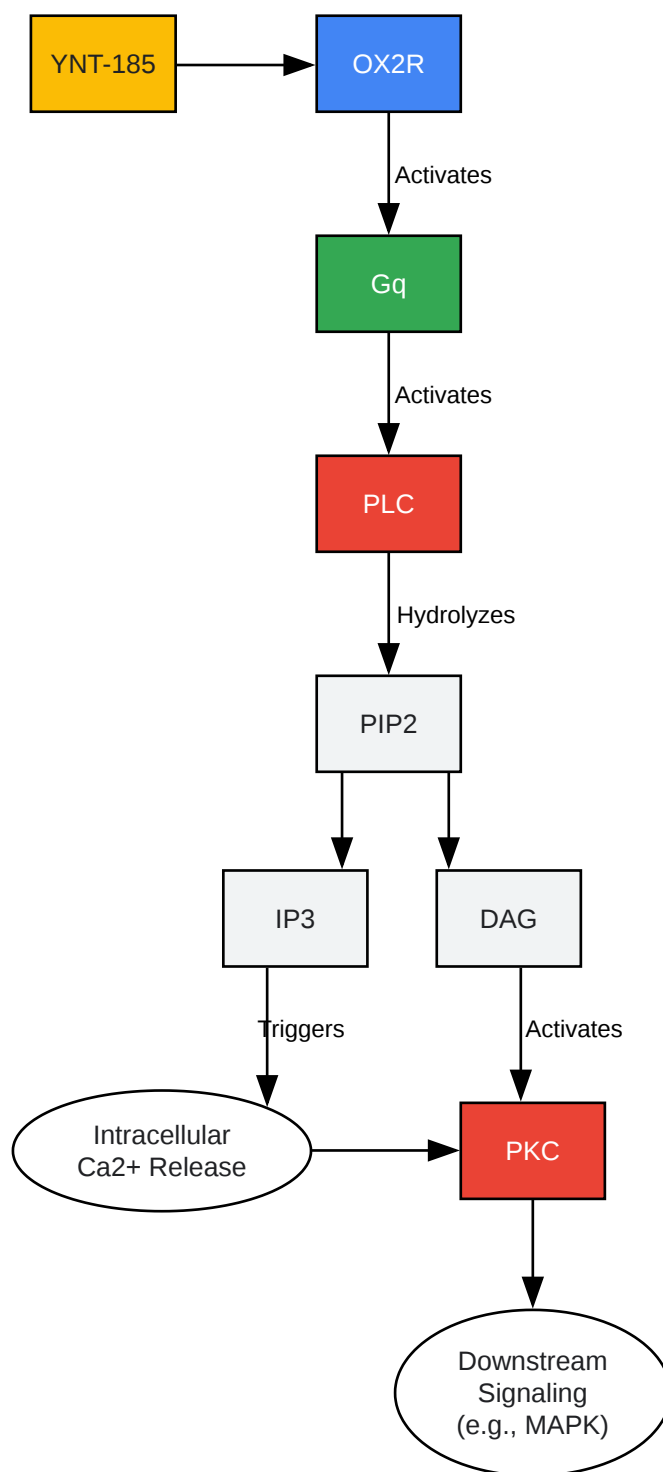 YNT-185
OX2R
Activates
Gq
Activates
PLC
Hydrolyzes
PIP2
IP3
DAG
Triggers
Activates
Intracellular
Ca2+ Release
PKC
Downstream
Signaling
(e.g., MAPK)